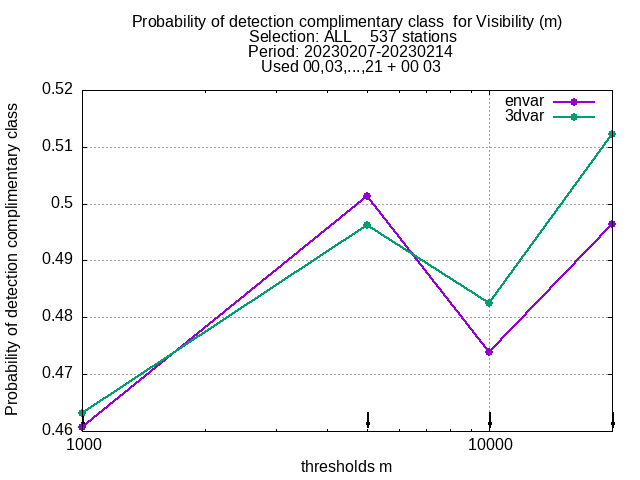 Probability of detection complimentary class  for Visibility (m)
Selection: ALL    537 stations
Period: 20230207-20230214
Used 00,03,...,21 + 00 03
envar
3dvar
0.52
0.51
0.5
0.49
0.48
0.47
0.46
Probability of detection complimentary class
1000
10000
thresholds m